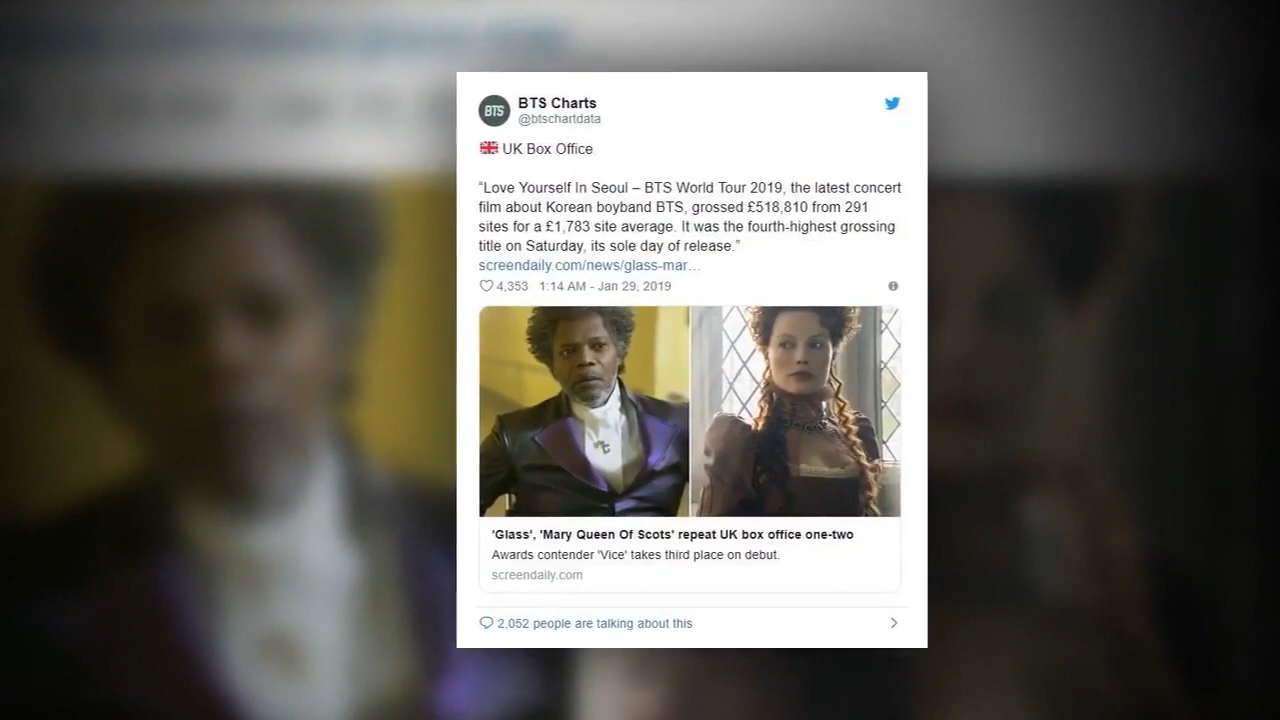 BTS
BTS Charts
@btschartdata
UK Box Office
“Love Yourself In Seoul – BTS World Tour 2019, the latest concert
film about Korean boyband BTS, grossed £518,810 from 291
sites for a £1,783 site average. It was the fourth-highest grossing
title on Saturday, its sole day of release.”
screendaily.com/news/glass-mar…
4,353 1:14 AM - Jan 29, 2019
'Glass', 'Mary Queen Of Scots' repeat UK box office one-two
Awards contender 'Vice' takes third place on debut.
screendaily.com
2,052 people are talking about this